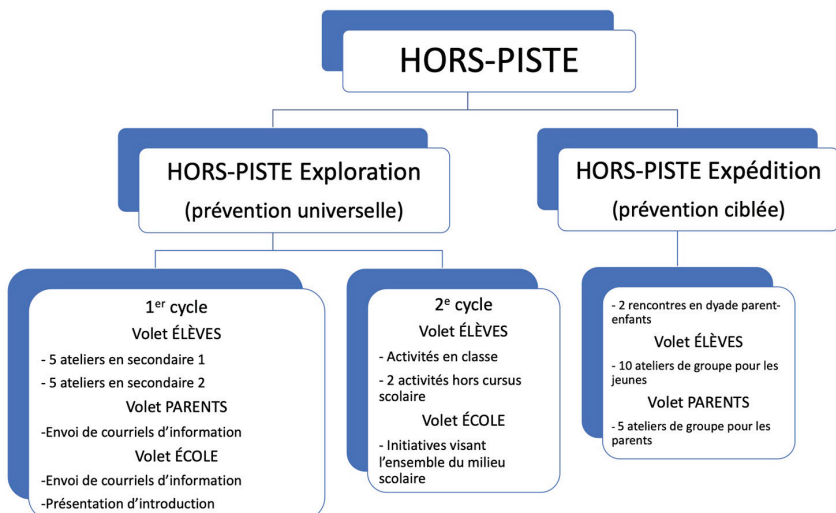 HORS-PISTE
HORS-PISTE Exploration
(prévention universelle)
HORS-PISTE Expédition
(prévention ciblée)
1er cycle
Volet ÉLÈVES
- 5 ateliers en secondaire 1
- 5 ateliers en secondaire 2
Volet PARENTS
-Envoi de courriels d'information
Volet ÉCOLE
-Envoi de courriels d'information
-Présentation d'introduction
2e cycle
Volet ÉLÈVES
- Activités en classe
- 2 activités hors cursus
scolaire
Volet ÉCOLE
- Initiatives visant
l'ensemble du milieu
scolaire
- 2 rencontres en dyade parent-
enfants
Volet ÉLÈVES
- 10 ateliers de groupe pour les
jeunes
Volet PARENTS
- 5 ateliers de groupe pour les
parents